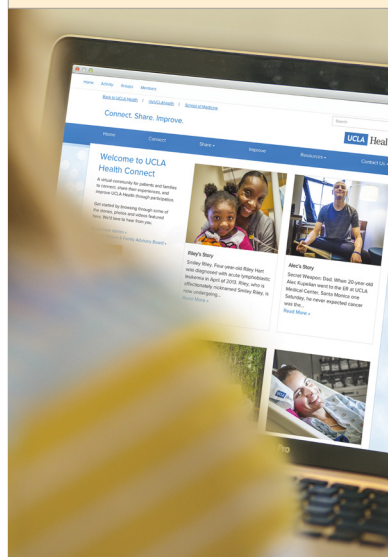 Home Activity Groups Members
Back to UCLA Health | Word Lounges | School of Medicine
Search
Connect. Share. Improve.
UCLA Heal
Home Connect Share Improve Resources Contact Us
Welcome to UCLA
Health Connect
A virtual community for patients and families
to connect, share their experiences, and
improve UCLA Health through participation.
Get started by browsing through some of
the stories, photos and videos featured
here. We'd love to hear from you.
& Family Advisory Board »
Riley's Story
Smiley Riley. Four-year-old Riley Hart
was diagnosed with acute lymphoblastic
leukemia in April of 2013. Riley, who is
affectionately nicknamed Smiley Riley, is
now undergoing...
Read More »
Alec's Story
Secret Weapon: Dad. When 20-year-old
Alec Kupelian went to the ER at UCLA
Medical Center, Santa Monica one
Saturday, he never expected cancer
was the...
Read More »